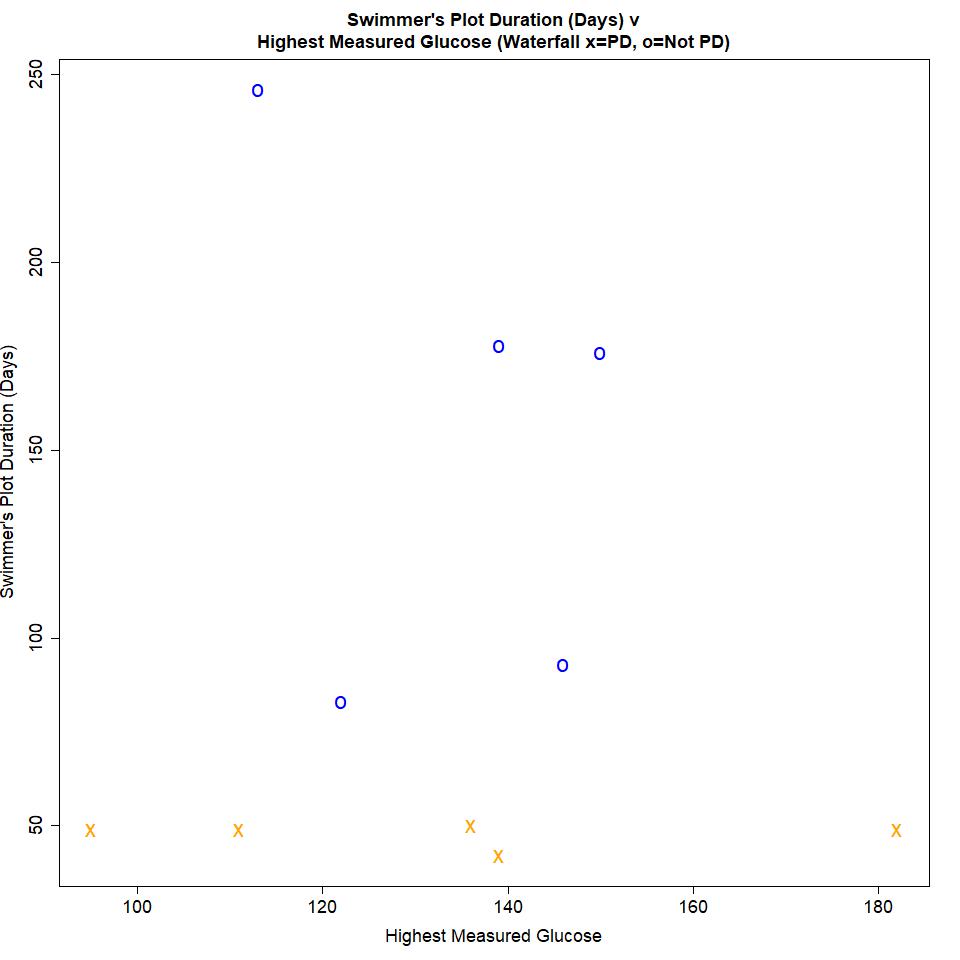 Swimmer's Plot Duration (Days) v
Highest Measured Glucose (Waterfall x=PD, o=Not PD)
Swimmer's Plot Duration (Days)
250
200
150
100
50
o
o
o
o
o
x
x
x
x
x
100 120 140 160 180
Highest Measured Glucose